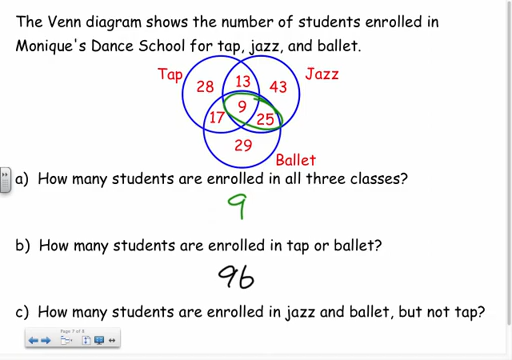 The Venn diagram shows the number of students enrolled in
Monique's Dance School for tap, jazz, and ballet.
Tap
28
13
43
Jazz
9
17
25
29
Ballet
a) How many students are enrolled in all three classes?
9
b) How many students are enrolled in tap or ballet?
96
c) How many students are enrolled in jazz and ballet, but not tap?
Page 7 of 8